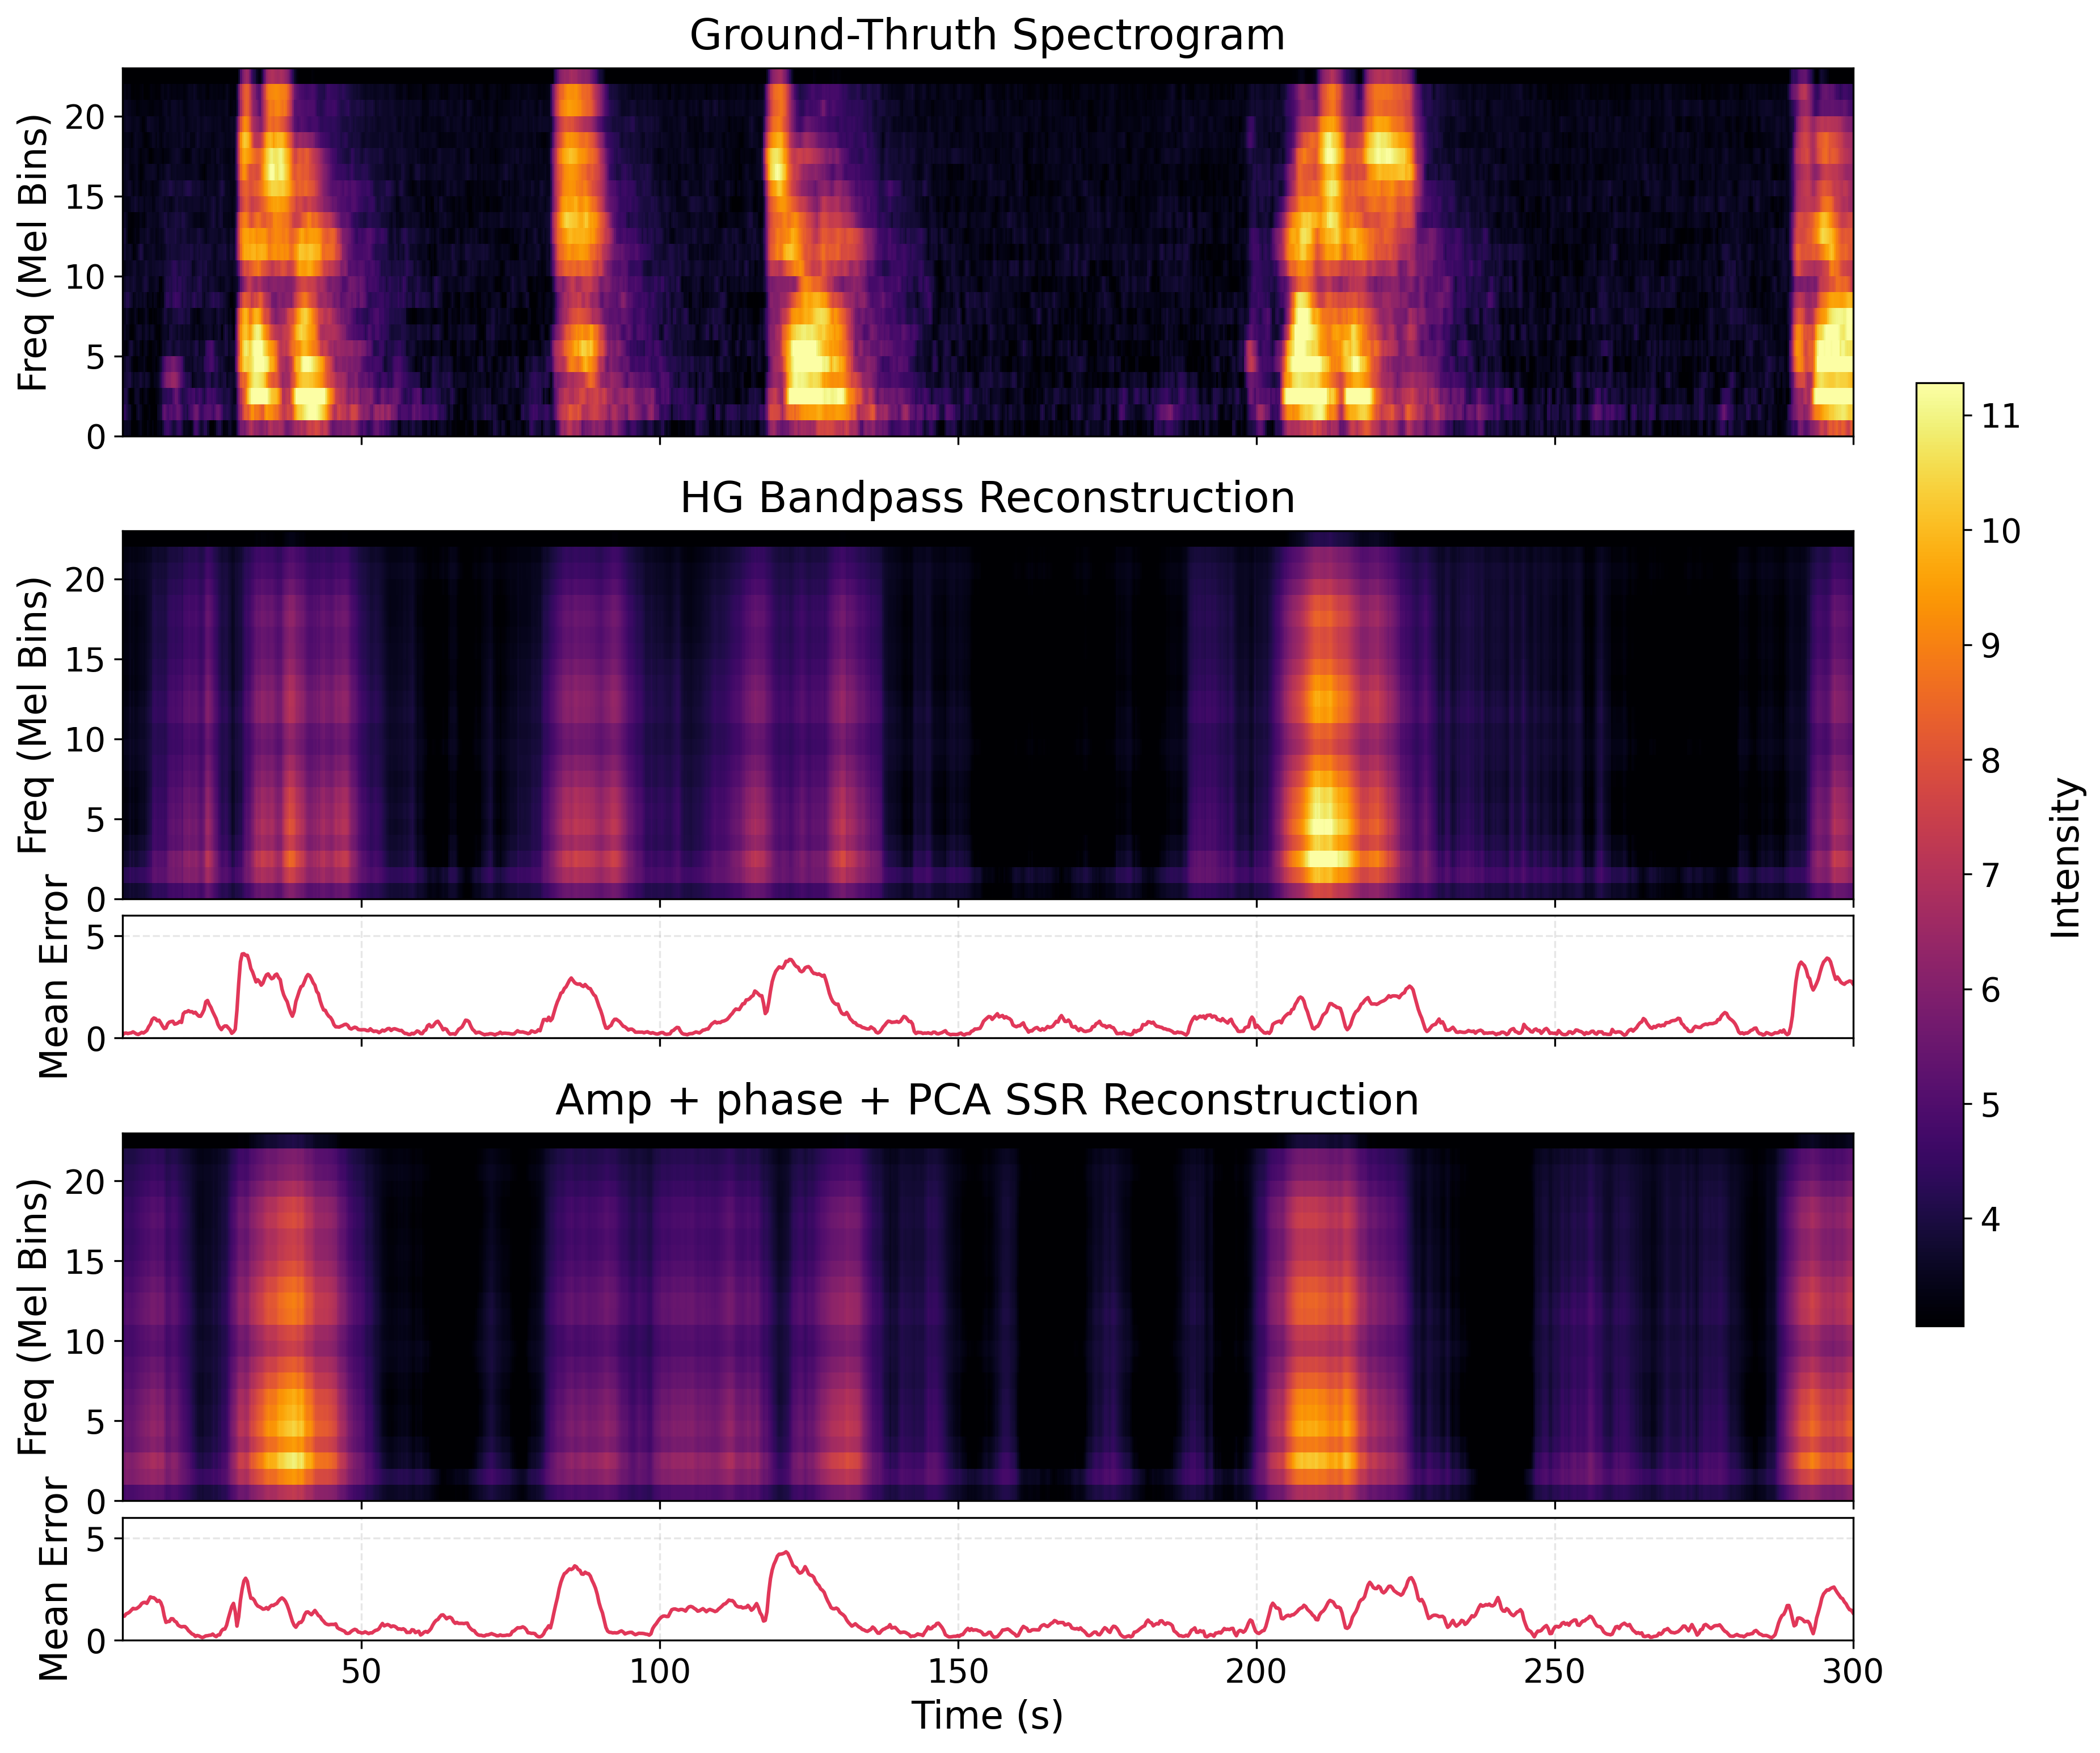 Ground-Thruth Spectrogram
Freq (Mel Bins)
20
15
10
5
0
HG Bandpass Reconstruction
Freq (Mel Bins)
20
15
10
5
0
Mean Error
5
0
Amp + phase + PCA SSR Reconstruction
Freq (Mel Bins)
20
15
10
5
0
Mean Error
5
0
50 100 150 200 250 300
Time (s)
11
10
9
8
7
6
5
4
Intensity